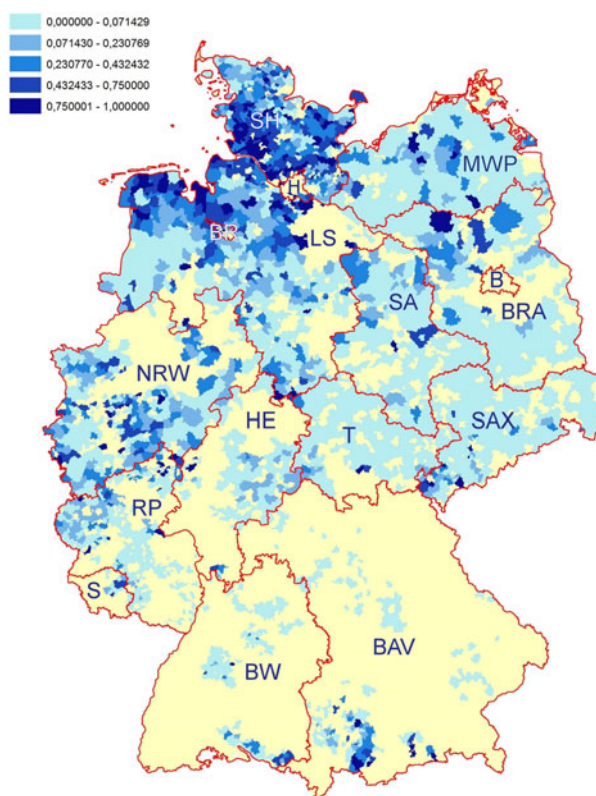 0,000000 - 0,071429
0,071430 - 0,230769
0,230770 - 0,432432
0,432433 - 0,750000
0,750001 - 1,000000
SH
MWP
H
BR
LS
B
SA
BRA
NRW
HE
T
SAX
RP
S
BAV
BW